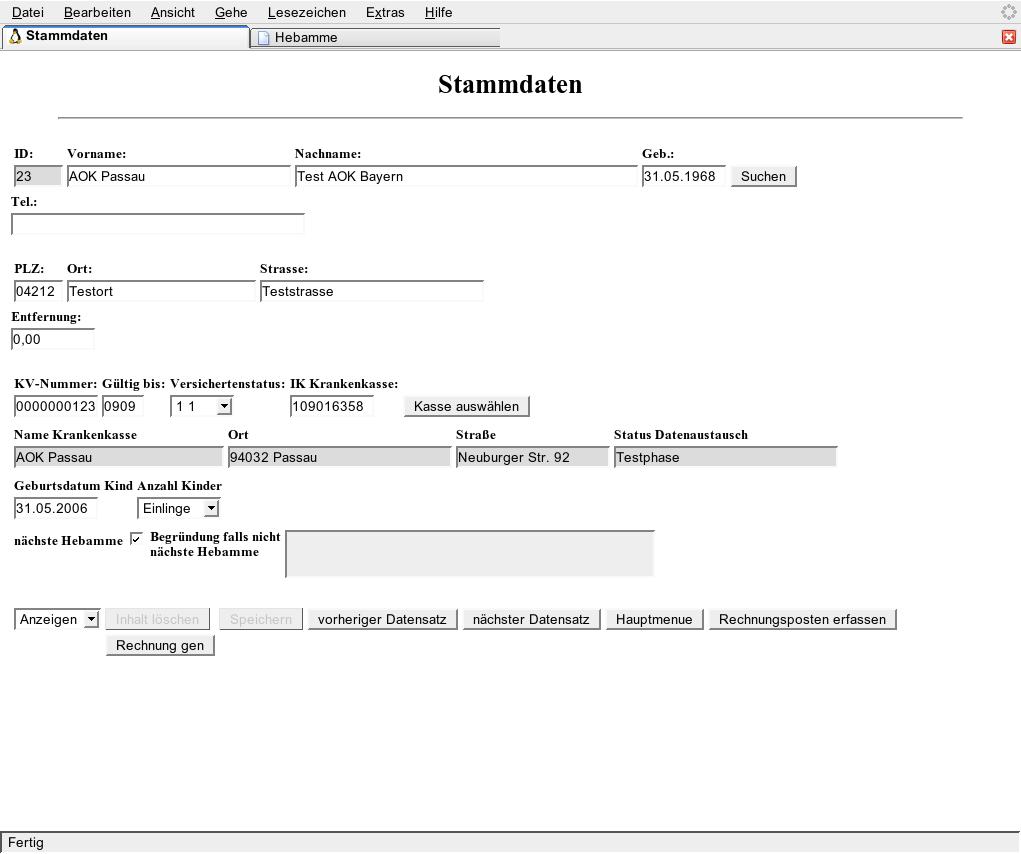 Datei Bearbeiten Ansicht Gehe Lesezeichen Extras Hilfe
Stammdaten Hebamme
Stammdaten
ID: Vorname: Nachname: Geb.:
23 AOK Passau Test AOK Bayern 31.05.1968 Suchen
Tel.:
PLZ: Ort: Strasse:
04212 Testort Teststrasse
Entfernung:
0,00
KV-Nummer: Gültig bis: Versichertenstatus: IK Krankenkasse:
0000000123 0909 1 1 109016358 Kasse auswählen
Name Krankenkasse Ort Straße Status Datenaustausch
AOK Passau 94032 Passau Neuburger Str. 92 Testphase
Geburtsdatum Kind Anzahl Kinder
31.05.2006 Einlinge
nächste Hebamme Begründung falls nicht
nächste Hebamme
Anzeigen Inhalt löschen Speichern vorheriger Datensatz nächster Datensatz Hauptmenue Rechnungsposten erfassen
Rechnung gen
Fertig